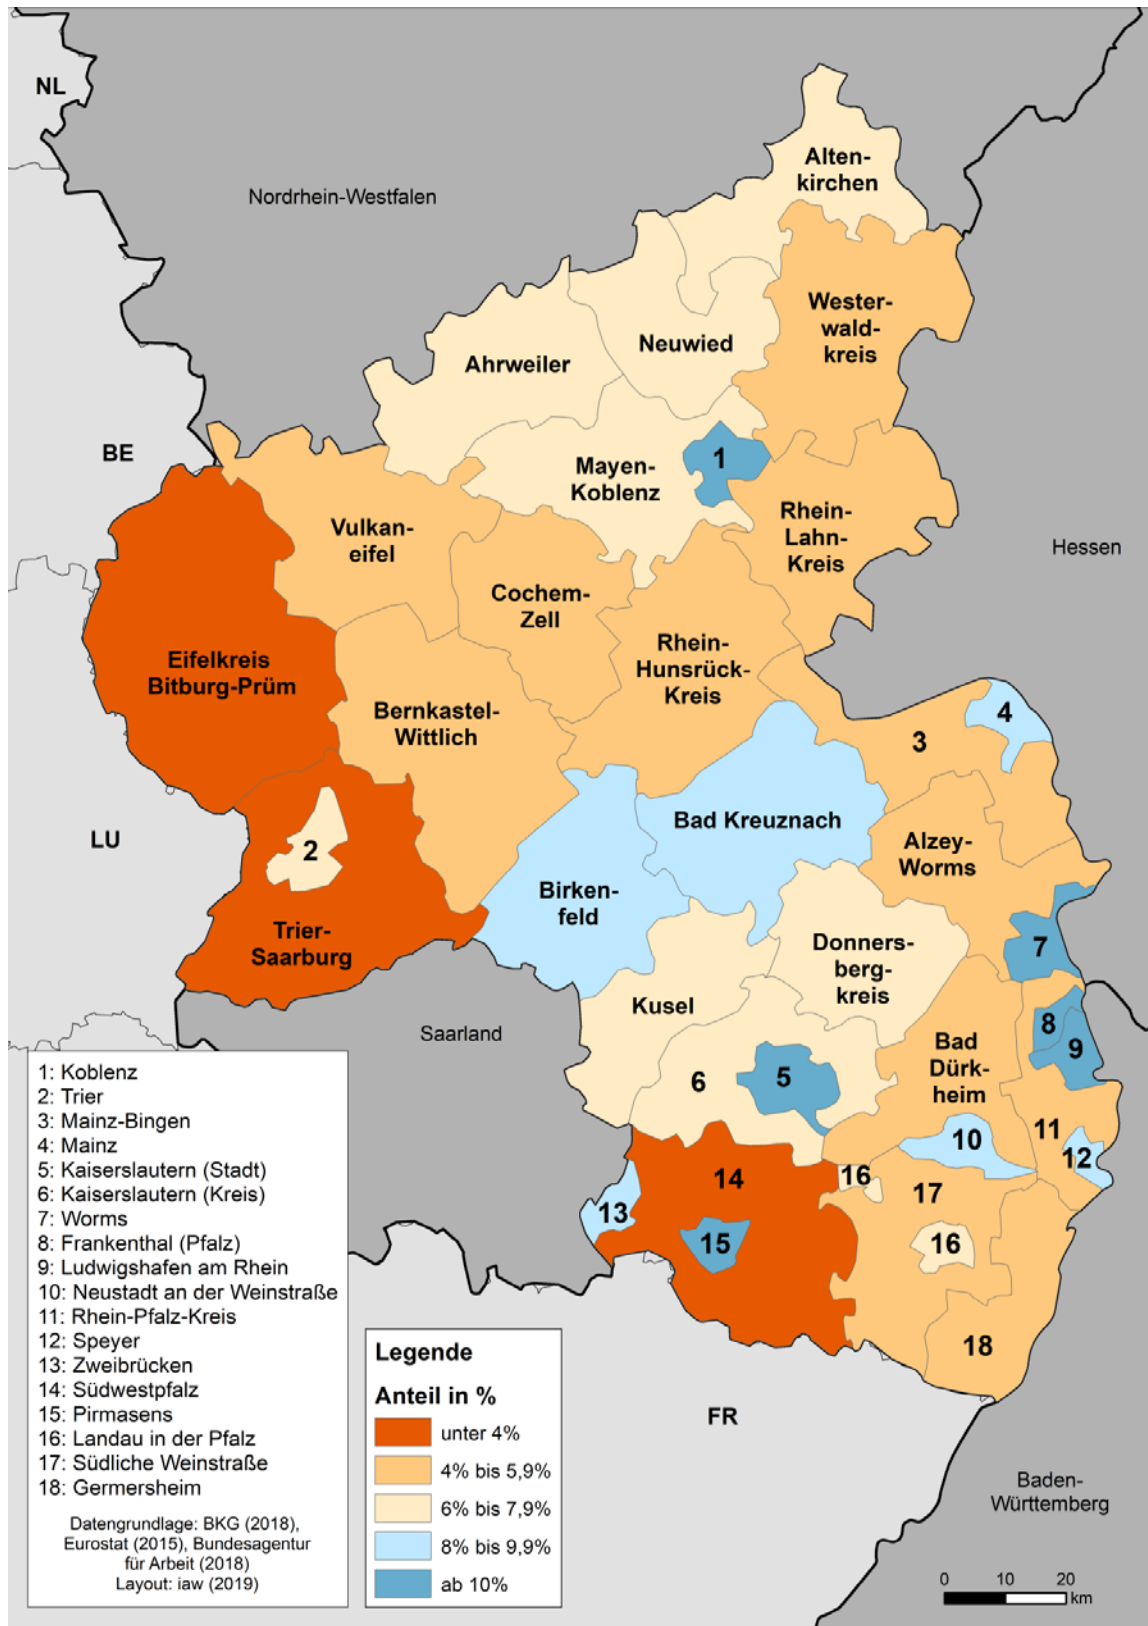 NL
Nordrhein-Westfalen
Alten-
kirchen
Wester-
wald-
kreis
Neuwied
Ahrweiler
BE
Mayen-
Koblenz
1
Rhein-
Lahn-
Kreis
Hessen
Vulkan-
eifel
Cochem-
Zell
Rhein-
Hunsrück-
Kreis
Eifelkreis
Bitburg-Prüm
Bernkastel-
Wittlich
3
4
LU
2
Bad Kreuznach
Alzey-
Worms
Birken-
feld
Trier-
Saarburg
Donners-
berg-
kreis
7
Kusel
Saarland
8
9
Bad
Dürk-
heim
5
6
10
11
12
13
14
15
16
17
16
18
1: Koblenz
2: Trier
3: Mainz-Bingen
4: Mainz
5: Kaiserslautern (Stadt)
6: Kaiserslautern (Kreis)
7: Worms
8: Frankenthal (Pfalz)
9: Ludwigshafen am Rhein
10: Neustadt an der Weinstraße
11: Rhein-Pfalz-Kreis
12: Speyer
13: Zweibrücken
14: Südwestpfalz
15: Pirmasens
16: Landau in der Pfalz
17: Südliche Weinstraße
18: Germersheim
Datengrundlage: BKG (2018),
Eurostat (2015), Bundesagentur
für Arbeit (2018)
Layout: iaw (2019)
Legende
Anteil in %
unter 4%
4% bis 5,9%
6% bis 7,9%
8% bis 9,9%
ab 10%
FR
Baden-
Württemberg
0 10 20
km